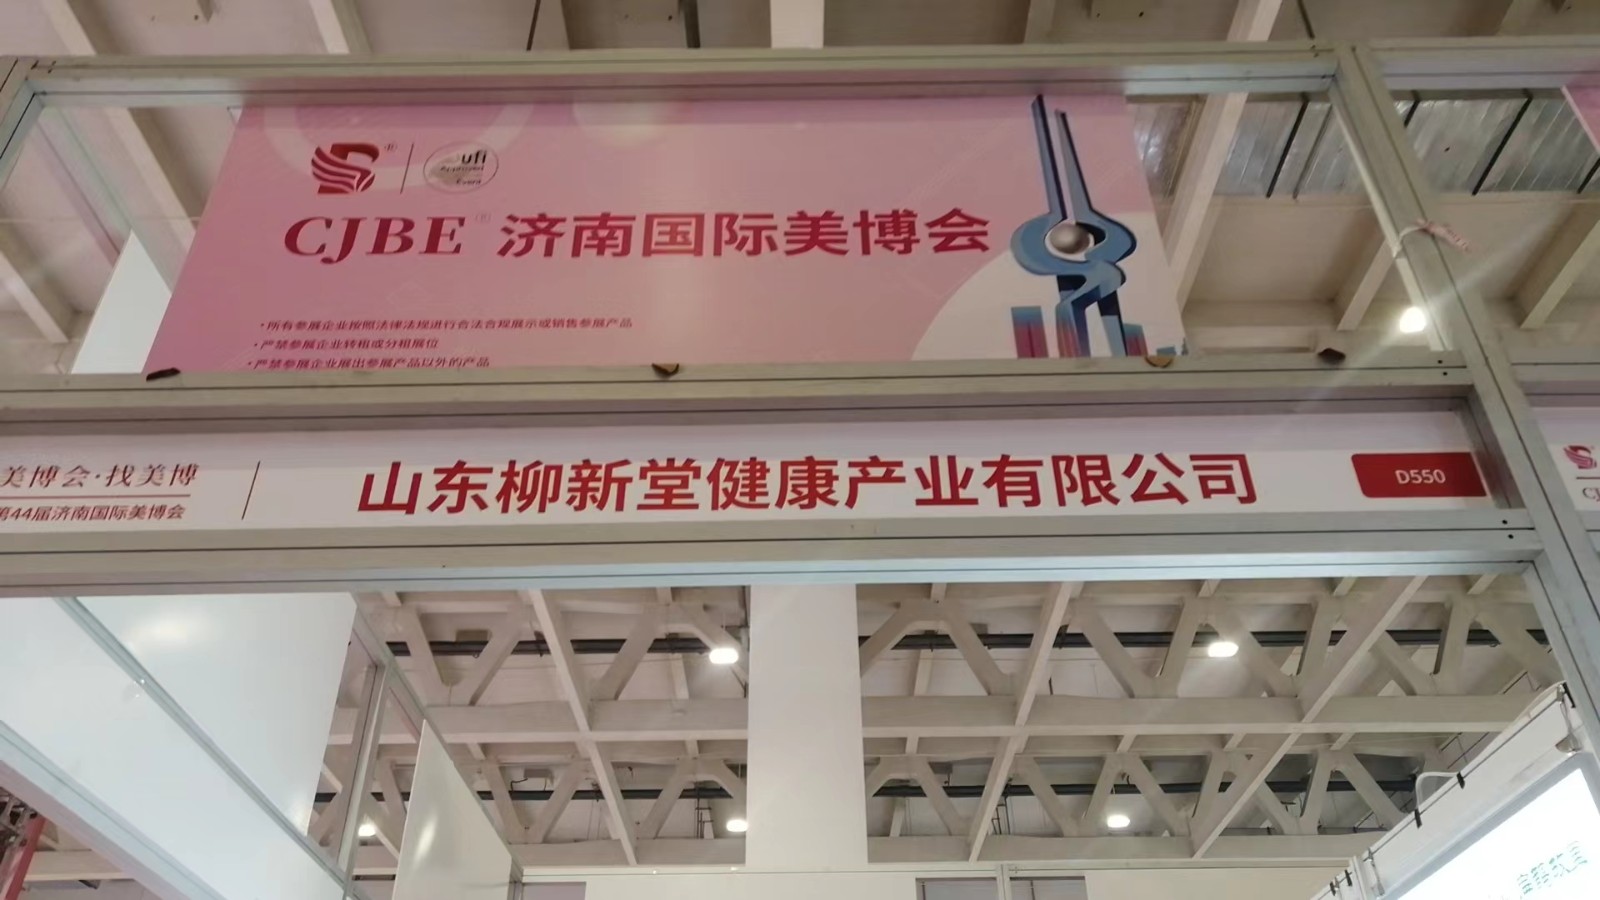 ufi
Approved
Event
CJBE 济南国际美博会
·所有参展企业按照法律法规进行合法合规展示或销售参展产品
·严禁参展企业转租或分租展位
·严禁参展企业展出参展产品以外的产品
美博会·找美博
第44届济南国际美博会
山东柳新堂健康产业有限公司
D550